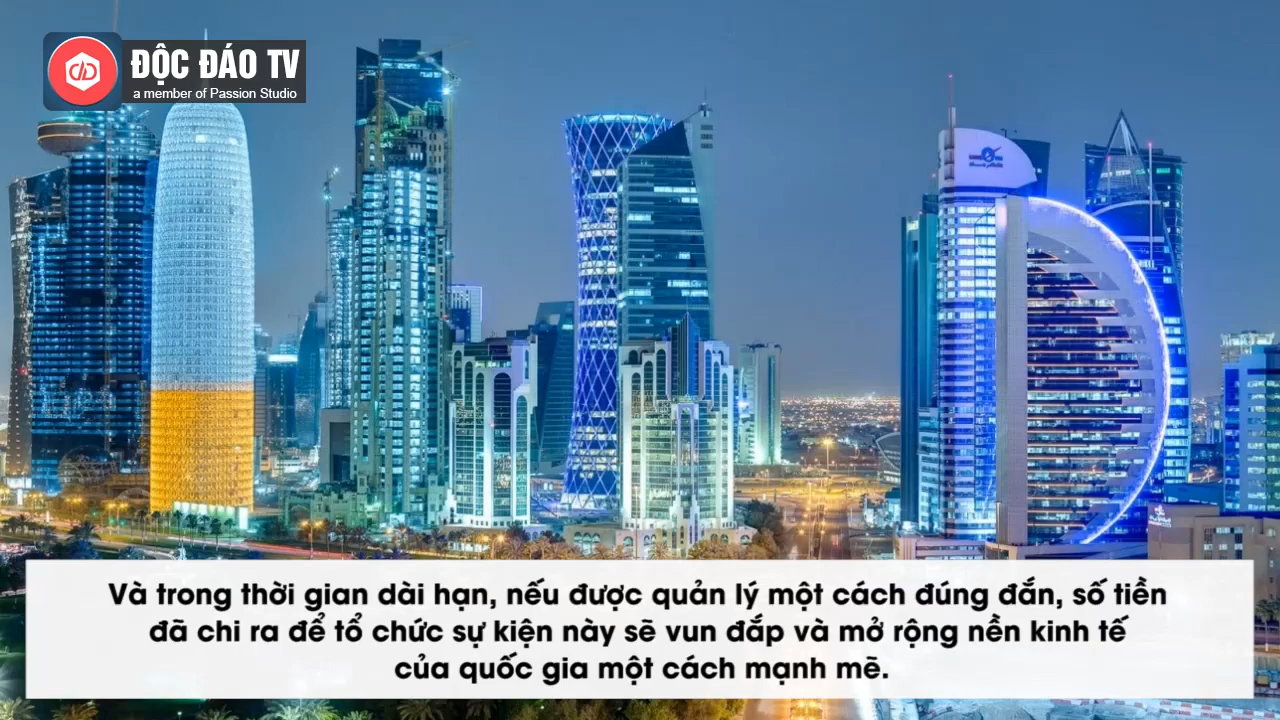 ĐỘC ĐÁO TV
a member of Passion Studio
Và trong thời gian dài hạn, nếu được quản lý một cách đúng đắn, số tiền
đã chi ra để tổ chức sự kiện này sẽ vun đắp và mở rộng nền kinh tế
của quốc gia một cách mạnh mẽ.